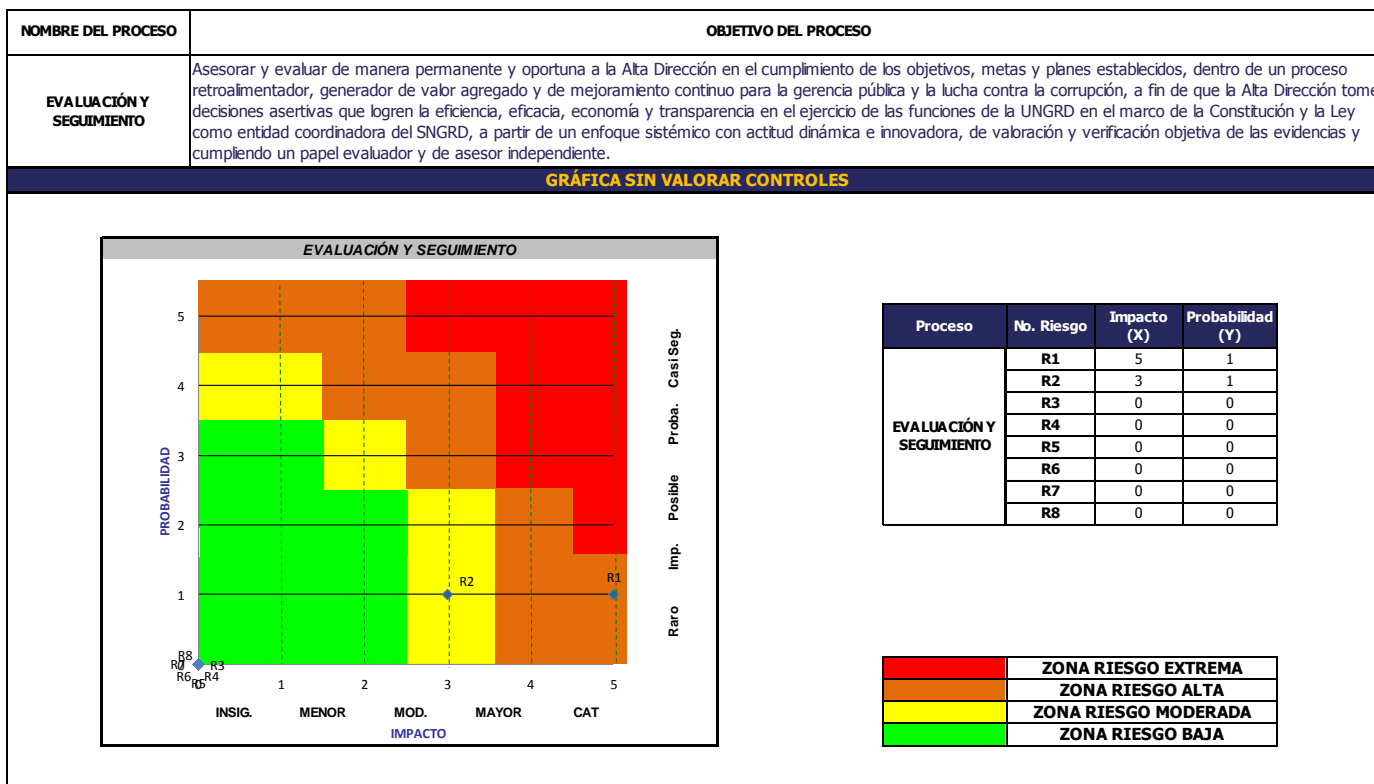 NOMBRE DEL PROCESO
OBJETIVO DEL PROCESO
EVALUACIÓN Y
SEGUIMIENTO
Asesorar y evaluar de manera permanente y oportuna a la Alta Dirección en el cumplimiento de los objetivos, metas y planes establecidos, dentro de un proceso
retroalimentador, generador de valor agregado y de mejoramiento continuo para la gerencia pública y la lucha contra la corrupción, a fin de que la Alta Dirección tome
decisiones asertivas que logren la eficiencia, eficacia, economía y transparencia en el ejercicio de las funciones de la UNGRD en el marco de la Constitución y la Ley
como entidad coordinadora del SNGRD, a partir de un enfoque sistémico con actitud dinámica e innovadora, de valoración y verificación objetiva de las evidencias y
cumpliendo un papel evaluador y de asesor independiente.
GRÁFICA SIN VALORAR CONTROLES
EVALUACIÓN Y SEGUIMIENTO
5
4
3
2
1
PROBABILIDAD
Raro Imp. Posible Proba. Casi Seg.
R2
R1
R8
R3
R6
R5
R4
1 2 3 4 5
INSIG. MENOR MOD. MAYOR CAT
IMPACTO
Proceso No. Riesgo Impacto (X) Probabilidad (Y)
EVALUACIÓN Y
SEGUIMIENTO
R1 5 1
R2 3 1
R3 0 0
R4 0 0
R5 0 0
R6 0 0
R7 0 0
R8 0 0
ZONA RIESGO EXTREMA
ZONA RIESGO ALTA
ZONA RIESGO MODERADA
ZONA RIESGO BAJA